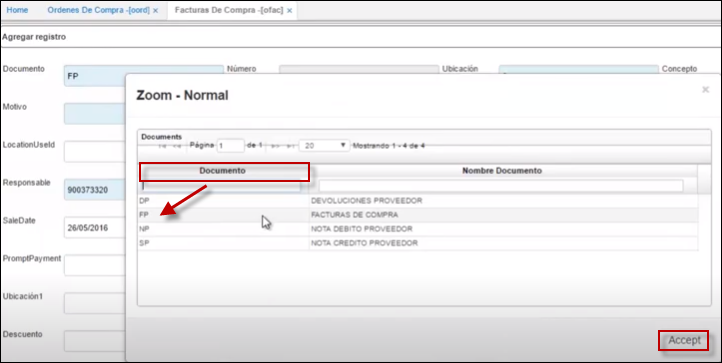 Home Ordenes De Compra -[oord] x Facturas De Compra -[ofac] x
Agregar registro
Documento FP Número Ubicación Concepto
Motivo
LocationUseId
Responsable 900373320
SaleDate 26/05/2016
PromptPayment
Ubicación1
Descuento
Zoom - Normal ×
Documents
Página 1 de 1 20 Mostrando 1 - 4 de 4
Documento Nombre Documento
DP DEVOLUCIONES PROVEEDOR
FP FACTURAS DE COMPRA
NP NOTA DEBITO PROVEEDOR
SP NOTA CREDITO PROVEEDOR
Accept